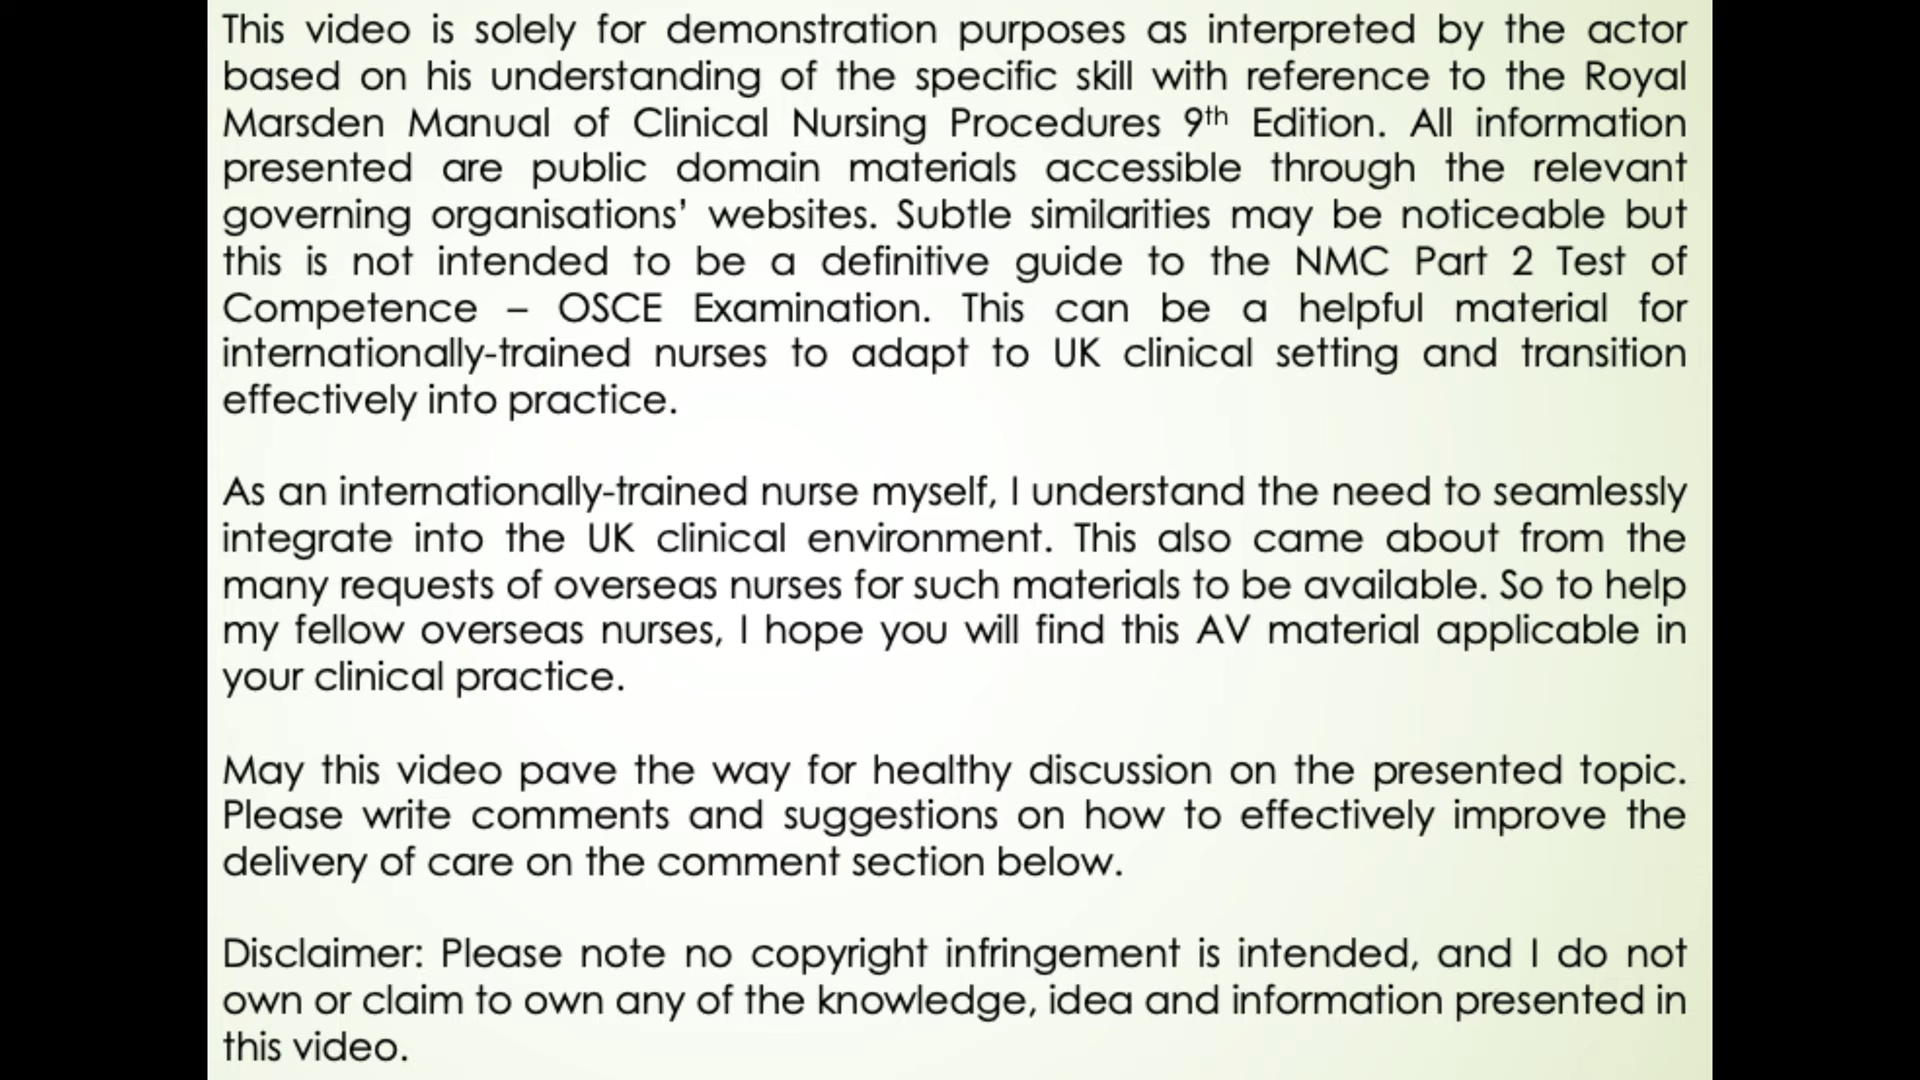 This video is solely for demonstration purposes as interpreted by the actor
based on his understanding of the specific skill with reference to the Royal
Marsden Manual of Clinical Nursing Procedures 9th Edition. All information
presented are public domain materials accessible through the relevant
governing organisations’ websites. Subtle similarities may be noticeable but
this is not intended to be a definitive guide to the NMC Part 2 Test of
Competence – OSCE Examination. This can be a helpful material for
internationally-trained nurses to adapt to UK clinical setting and transition
effectively into practice.
As an internationally-trained nurse myself, I understand the need to seamlessly
integrate into the UK clinical environment. This also came about from the
many requests of overseas nurses for such materials to be available. So to help
my fellow overseas nurses, I hope you will find this AV material applicable in
your clinical practice.
May this video pave the way for healthy discussion on the presented topic.
Please write comments and suggestions on how to effectively improve the
delivery of care on the comment section below.
Disclaimer: Please note no copyright infringement is intended, and I do not
own or claim to own any of the knowledge, idea and information presented in
this video.